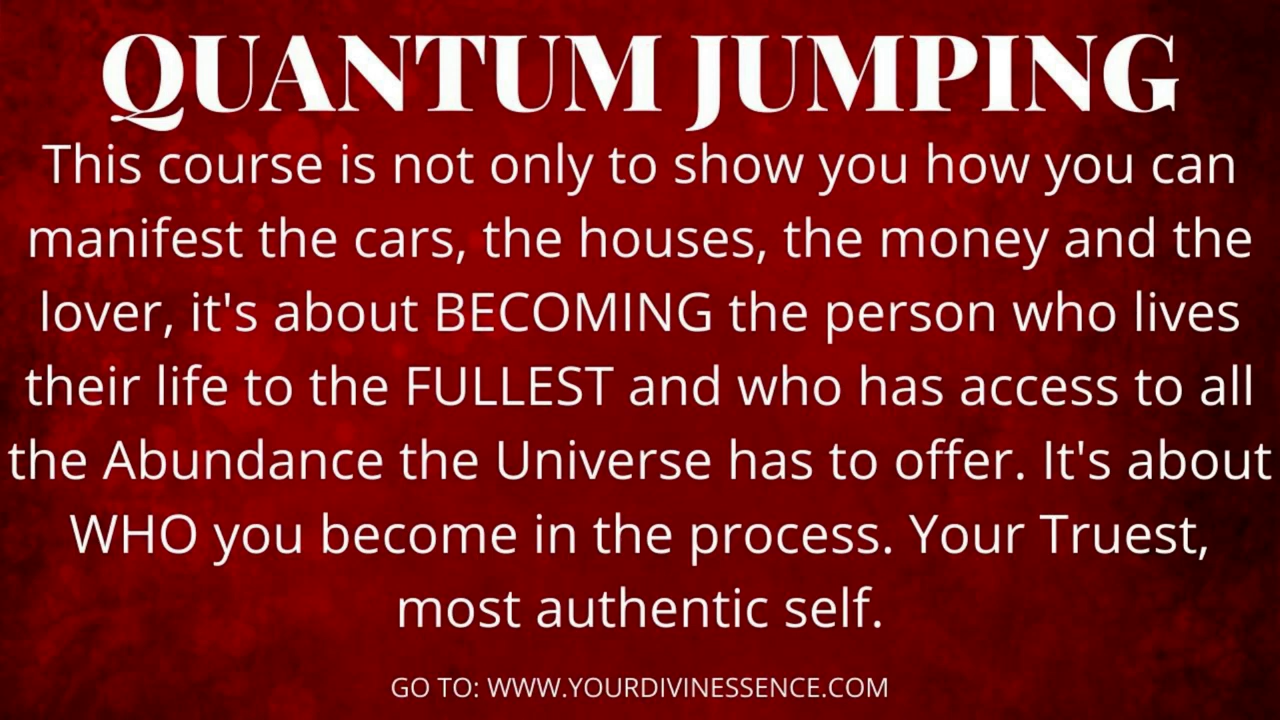 QUANTUM JUMPING
This course is not only to show you how you can
manifest the cars, the houses, the money and the
lover, it's about BECOMING the person who lives
their life to the FULLEST and who has access to all
the Abundance the Universe has to offer. It's about
WHO you become in the process. Your Truest,
most authentic self.
GO TO: WWW.YOURDIVINESSENCE.COM